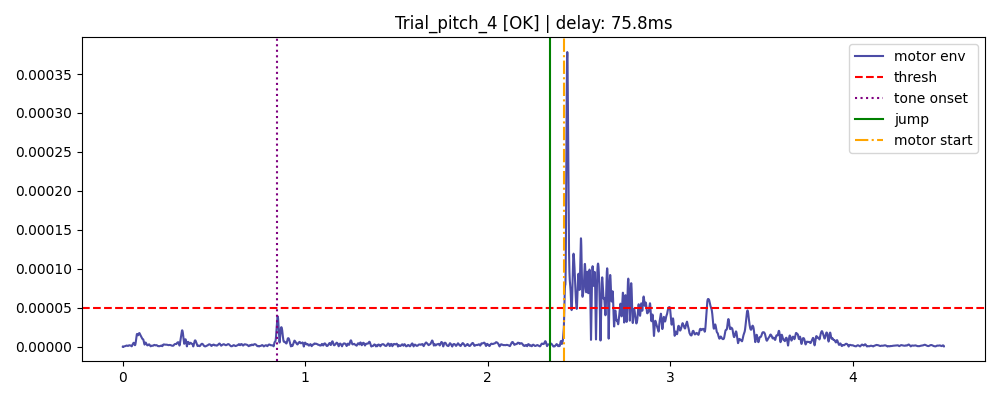 Trial_pitch_4 [OK] | delay: 75.8ms
motor env
thresh
tone onset
jump
motor start
0.00035
0.00030
0.00025
0.00020
0.00015
0.00010
0.00005
0.00000
0 1 2 3 4